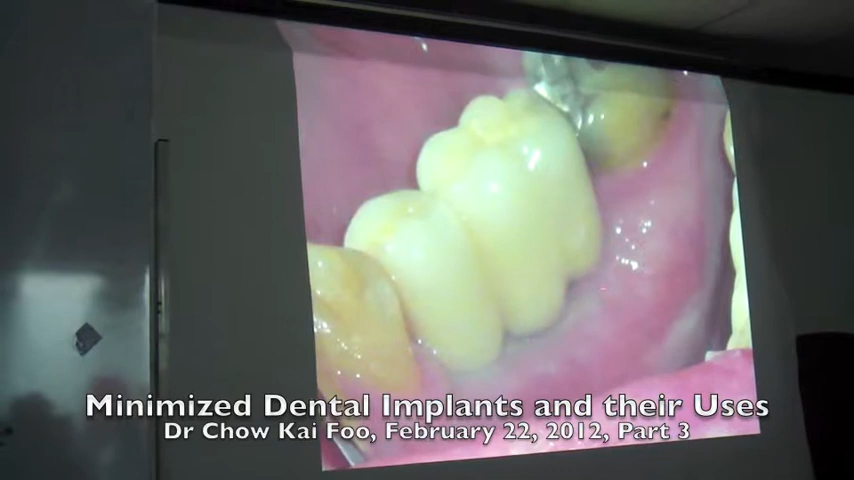 Minimized Dental Implants and their Uses
Dr Chow Kai Foo, February 22, 2012, Part 3